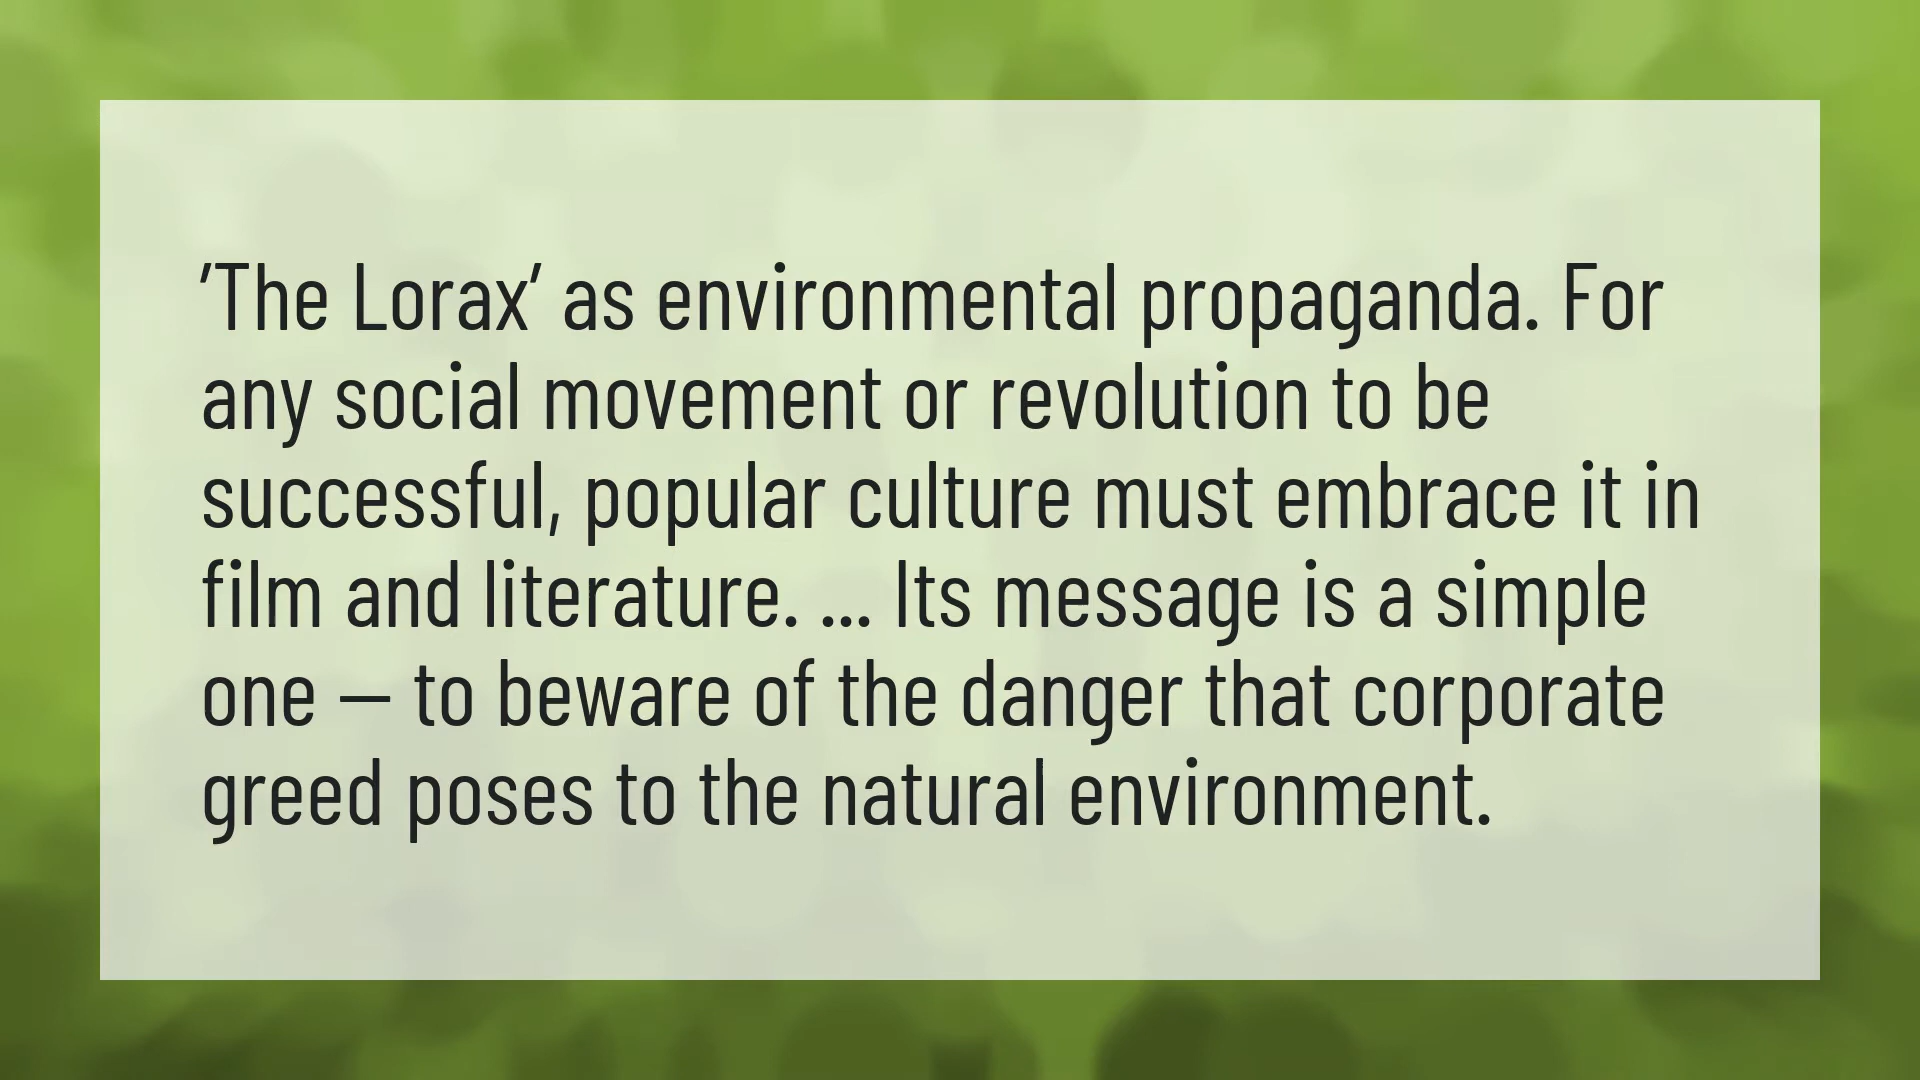 'The Lorax' as environmental propaganda. For
any social movement or revolution to be
successful, popular culture must embrace it in
film and literature. ... Its message is a simple
one — to beware of the danger that corporate
greed poses to the natural environment.